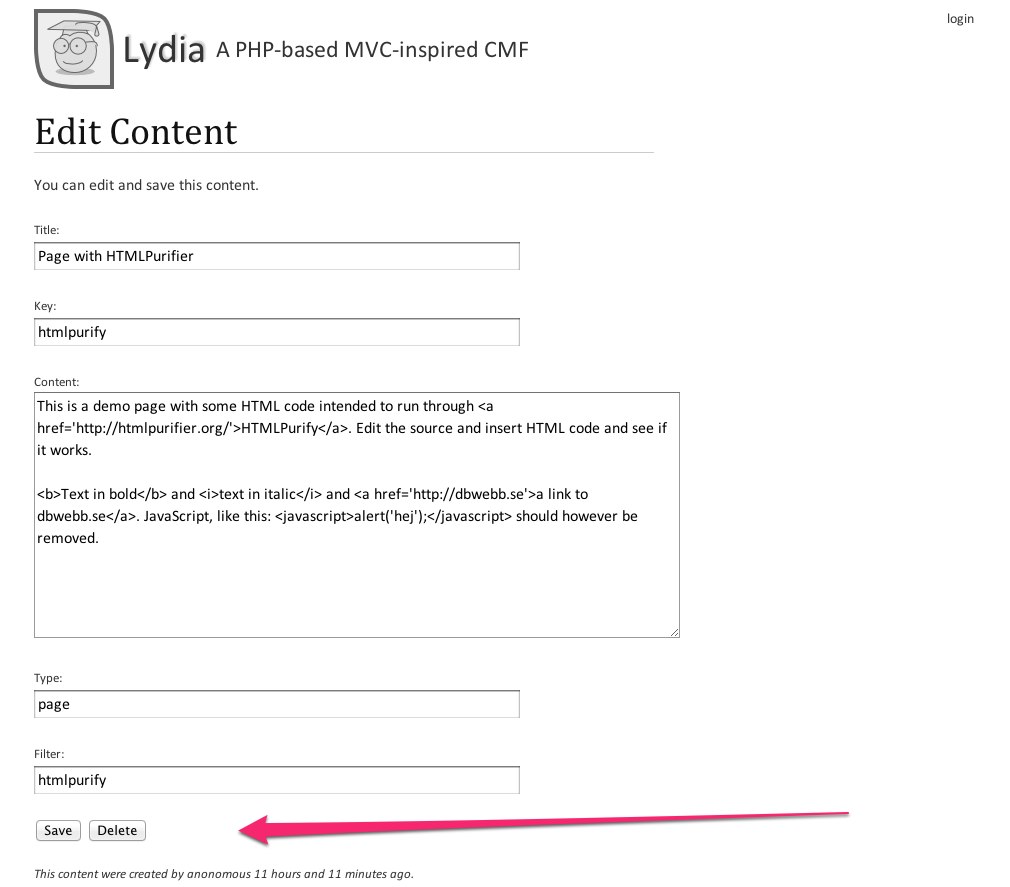 login
Lydia A PHP-based MVC-inspired CMF
Edit Content
You can edit and save this content.
Title:
Page with HTMLPurifier
Key:
htmlpurify
Content:
This is a demo page with some HTML code intended to run through <a
href='http://htmlpurifier.org/'>HTMLPurify</a>. Edit the source and insert HTML code and see if
it works.
<b>Text in bold</b> and <i>text in italic</i> and <a href='http://dbwebb.se'>a link to
dbwebb.se</a>. JavaScript, like this: <javascript>alert('hej');</javascript> should however be
removed.
Type:
page
Filter:
htmlpurify
Save Delete
This content were created by anonomous 11 hours and 11 minutes ago.